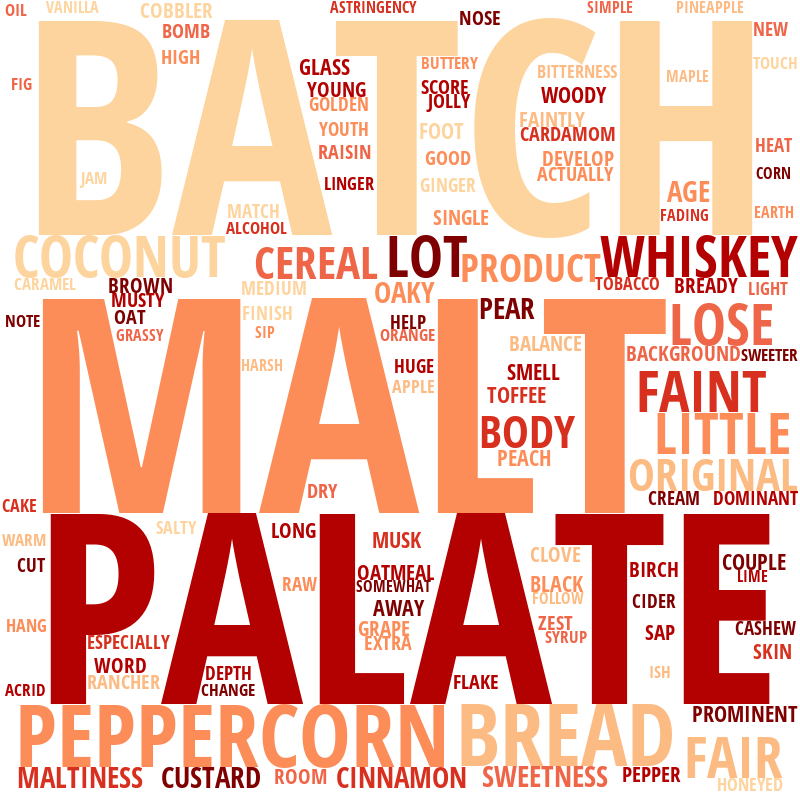 OIL
VANILLA
COBBLER
ASTRINGENCY
NOSE
SIMPLE
PINEAPPLE
BOMB
NEW
HIGH
GLASS
BUTTERY
BITTERNESS
MAPLE
TOUCH
FIG
YOUNG
SCORE
WOODY
GOLDEN
JOLLY
BATCH
YOUTH
FOOT
FAINTLY
CARDAMOM
RAISIN
GOOD
DEVELOP
HEAT
ACTUALLY
CORN
JAM
LINGER
GINGER
AGE
MATCH
SINGLE
FADING
EARTH
ALCOHOL
COCONUT
CEREAL
LOT
PRODUCT
WHISKEY
CARAMEL
BROWN
MEDIUM
OAKY
TOBACCO
BREADY
LIGHT
MUSTY
PEAR
NOTE
OAT
FINISH
HELP
LOSE
GRASSY
SIP
ORANGE
BALANCE
BACKGROUND
SWEETER
HARSH
HUGE
SMELL
APPLE
TOFFEE
FAINT
MALT
BODY
LITTLE
PEACH
ORIGINAL
DRY
CREAM
DOMINANT
CAKE
SALTY
LONG
WARM
MUSK
CLOVE
CUT
OATMEAL
BIRCH
COUPLE
LIME
RAW
SOMEWHAT
BLACK
FOLLOW
AWAY
CIDER
PALATE
HANG
GRAPE
ZEST
SAP
CASHEW
ESPECIALLY
EXTRA
SYRUP
SKIN
WORD
DEPTH
ISH
RANCHER
FLAKE
ACRID
CHANGE
PEPPERCORN
BREAD
PROMINENT
FAIR
MALTINESS
CUSTARD
ROOM
CINNAMON
SWEETNESS
PEPPER
HONEYED